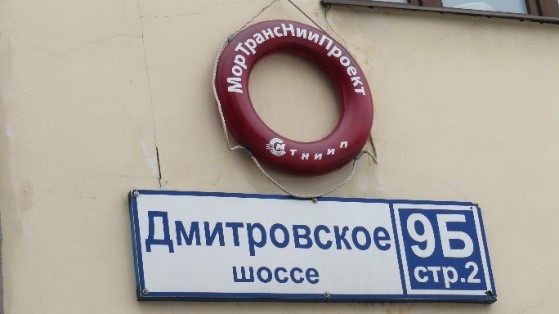 МорТрансНииПроект
МТНИИП
Дмитровское
шоссе
9Б
стр.2